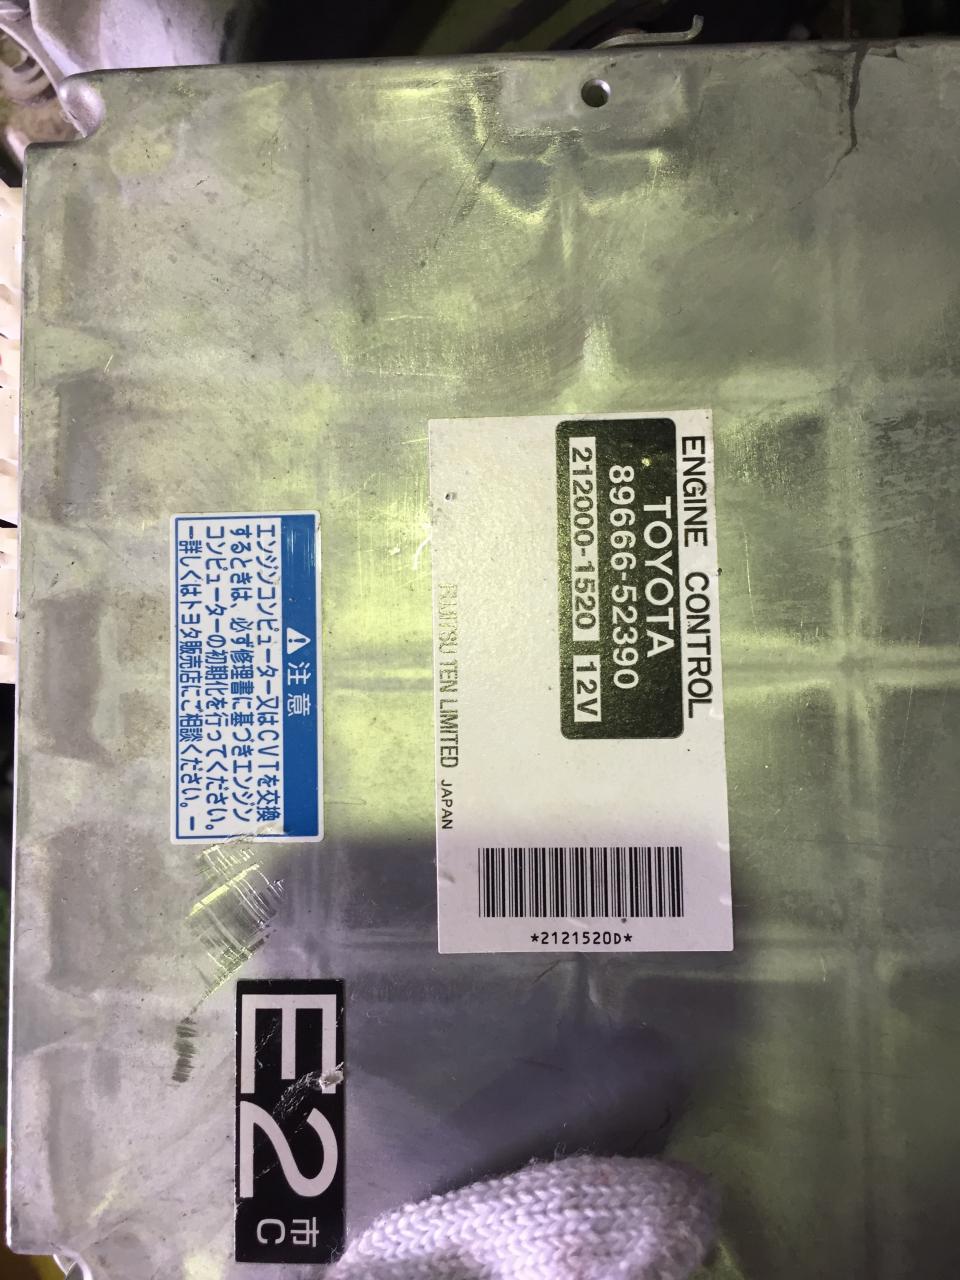 ENGINE CONTROL
TOYOTA
89666-52390
212000-1520 12V
FUJITSU TEN LIMITED JAPAN
*2121520D*
⚠ 注意
エンジンコンピューター又はCVTを交換
するときは、必ず修理書に基づきエンジン
コンピューターの初期化を行ってください。
ー詳しくはトヨタ販売店にご相談ください。ー
E2
市
C